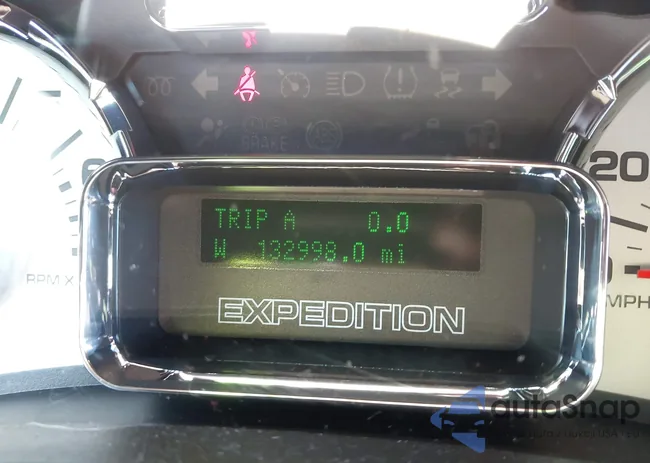 BRAKE
TRIP A 0.0
W 132998.0 mi
EXPEDITION
RPM X
20
MPH
autoSnap